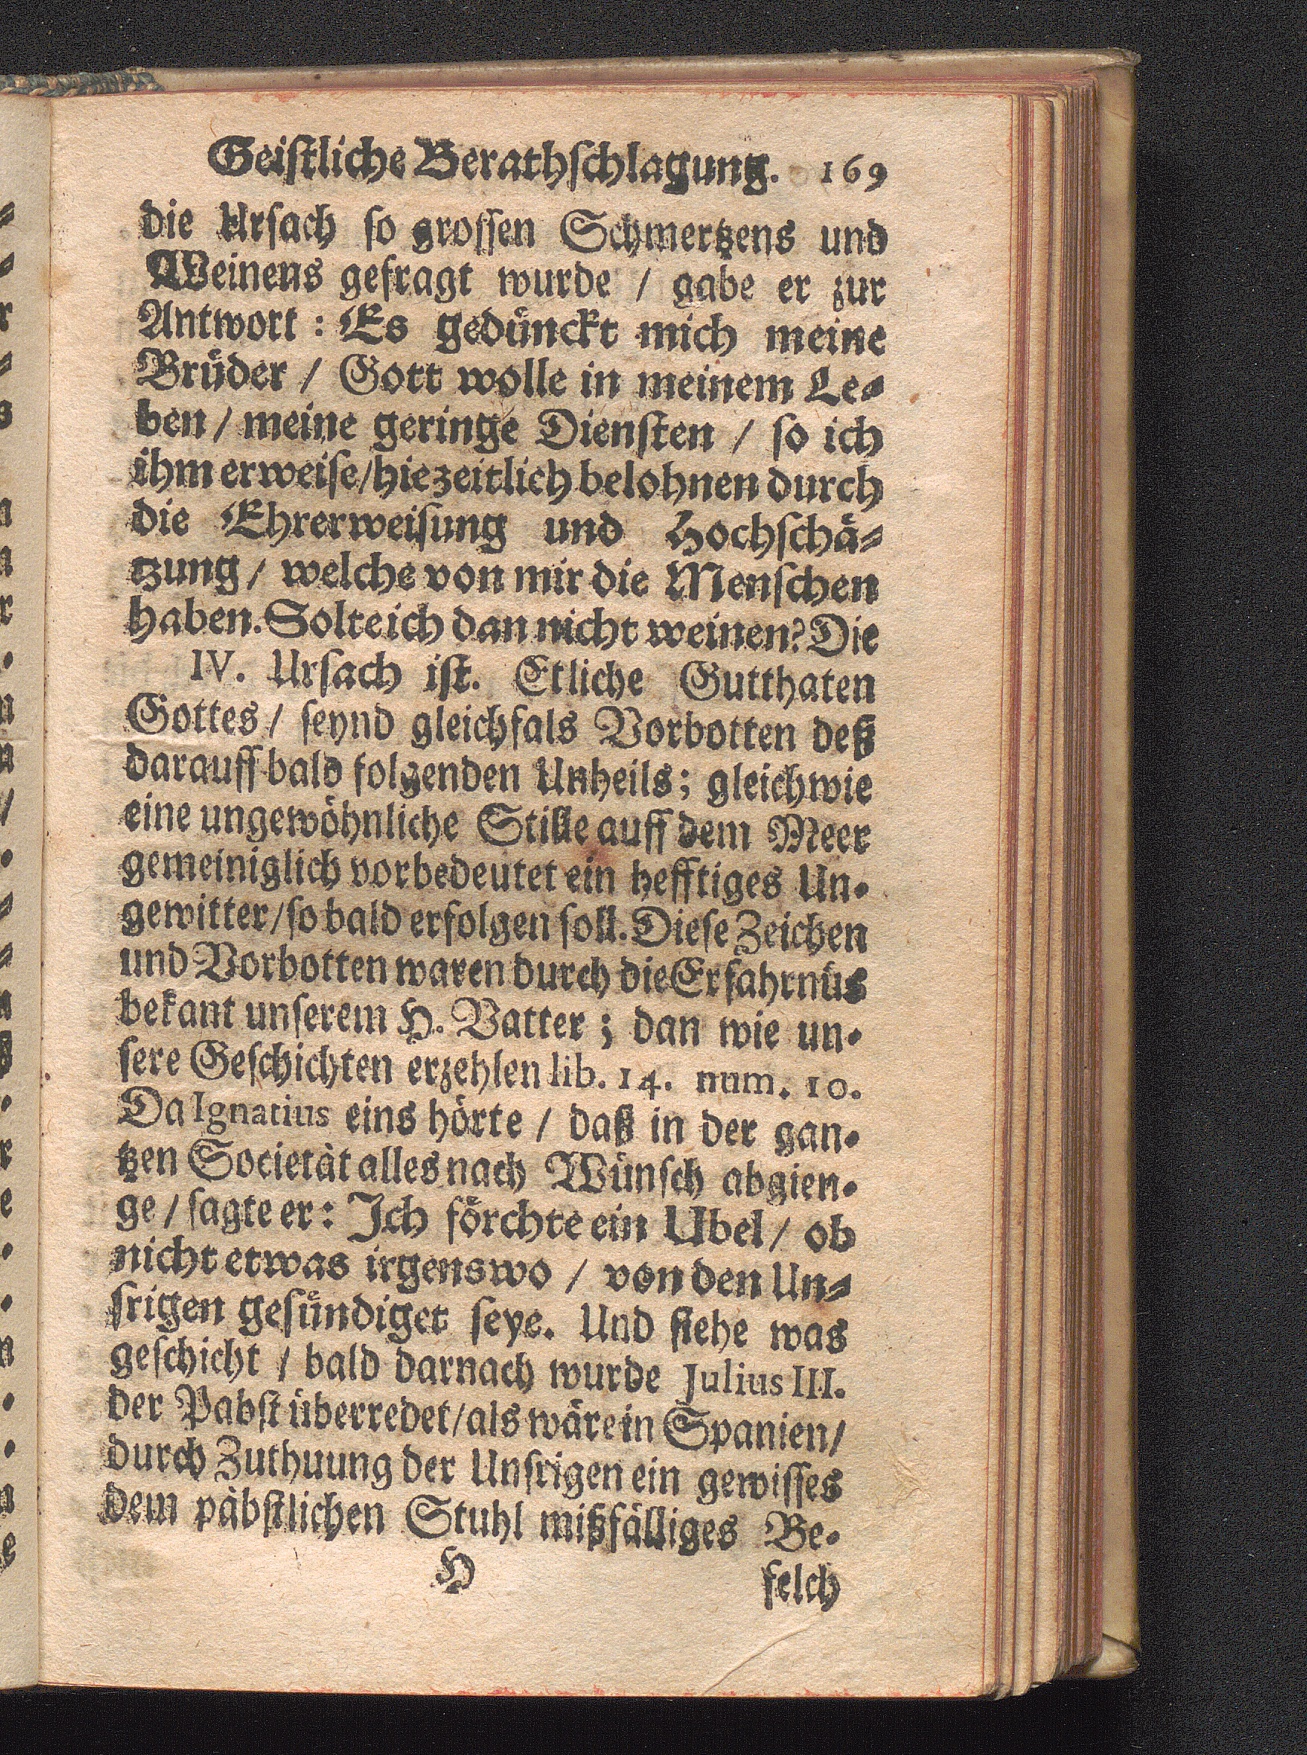 Geistliche Berathschlagung. 169
die Ursach so grossen Schmertzens und
Weinens gefragt wurde / gabe er zur
Antwort : Es gedünckt mich meine
Brüder / Gott wolle in meinem Le-
ben / meine geringe Diensten / so ich
ihm erweise/hiezeitlich belohnen durch
die Ehrerweisung und Hochschä-
tzung / welche von mir die Menschen
haben. Solte ich dan nicht weinen? Die
IV. Ursach ist. Etliche Gutthaten
Gottes / seynd gleichfals Vorbotten deß
darauff bald folgenden Unheils; gleichwie
eine ungewöhnliche Stille auff dem Meer
gemeiniglich vorbedeutet ein hefftiges Un-
gewitter/so bald erfolgen soll. Diese Zeichen
und Vorbotten waren durch die Erfahrnüs
bekant unserem H. Vatter ; dan wie un-
sere Geschichten erzehlen lib. 14. num. 10.
Da Ignatius eins hörte / daß in der gan-
tzen Societät alles nach Wünsch abgien-
ge / sagte er : Ich förchte ein Ubel / ob
nicht etwas irgenswo / von den Un-
srigen gesündiget seye. Und siehe was
geschicht / bald darnach wurde Julius III.
der Pabst überredet/als wäre in Spanien/
durch Zuthuung der Unsrigen ein gewisses
dem päbstlichen Stuhl mißfälliges Be-
H felch